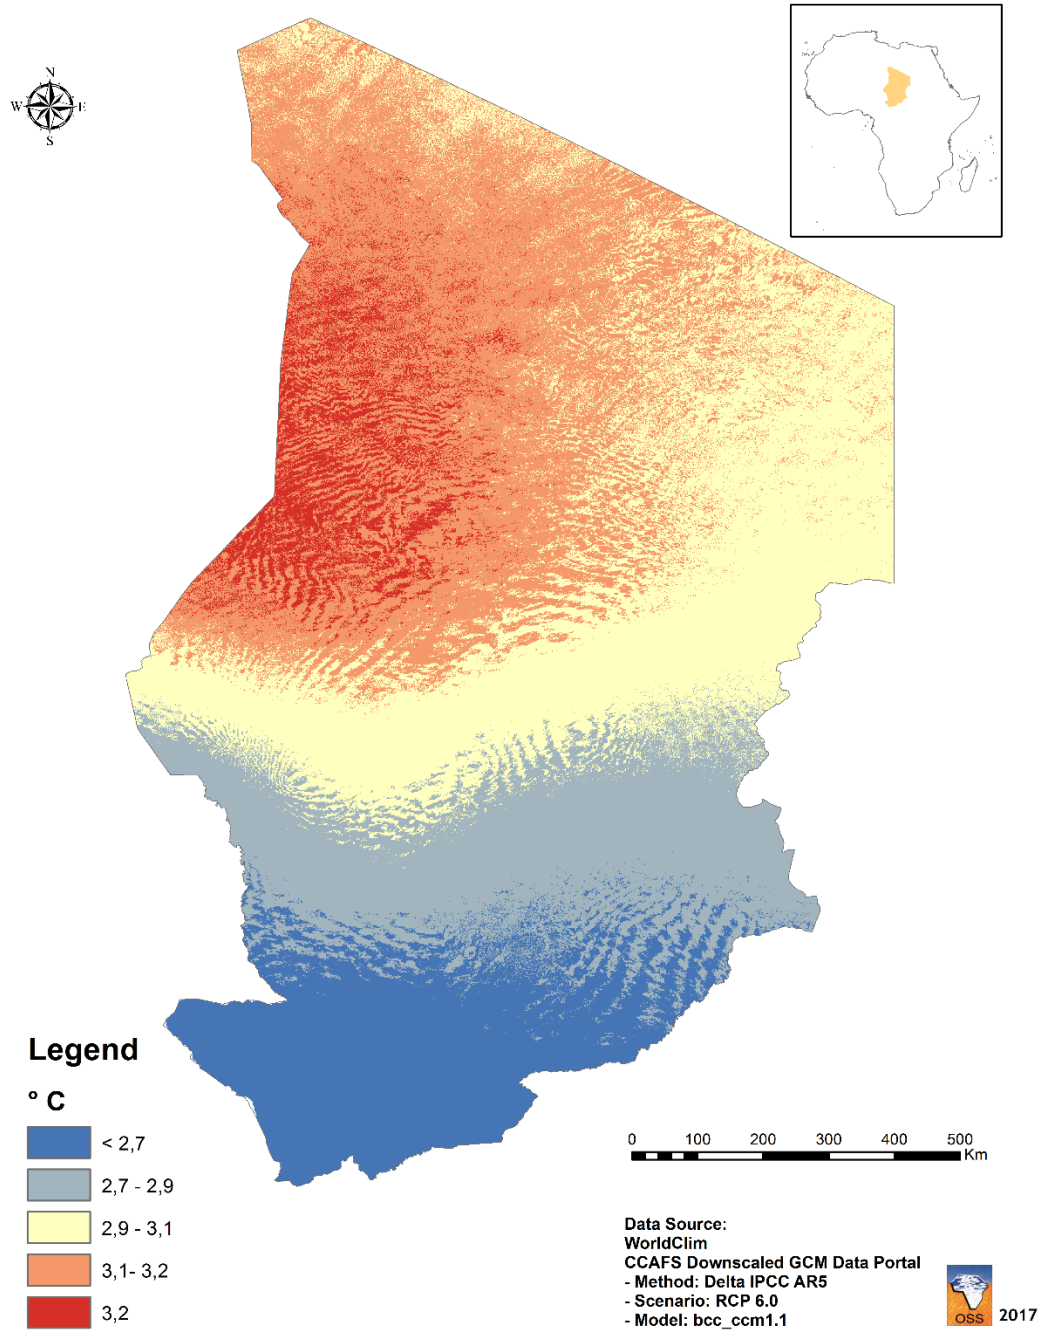 N
W E
S
Legend
° C
< 2,7
2,7 - 2,9
2,9 - 3,1
3,1- 3,2
3,2
0 100 200 300 400 500
Km
Data Source:
WorldClim
CCAFS Downscaled GCM Data Portal
- Method: Delta IPCC AR5
- Scenario: RCP 6.0
- Model: bcc_ccm1.1
OSS 2017